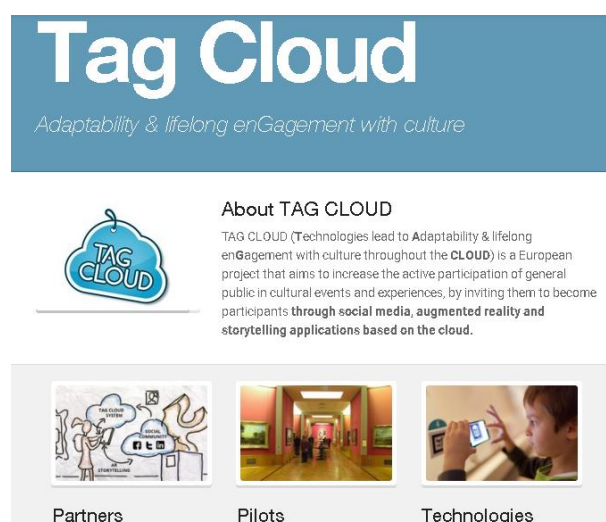 Tag Cloud
Adaptability & lifelong enGagement with culture
About TAG CLOUD
TAG CLOUD (Technologies lead to Adaptability & lifelong
enGagement with culture throughout the CLOUD) is a European
project that aims to increase the active participation of general
public in cultural events and experiences, by inviting them to become
participants through social media, augmented reality and
storytelling applications based on the cloud.
TAG
CLOUD
TAG CLOUD
SYSTEM
SOCIAL
COMMUNITY
AR
STORYTELLING
Partners
Pilots
Technologies